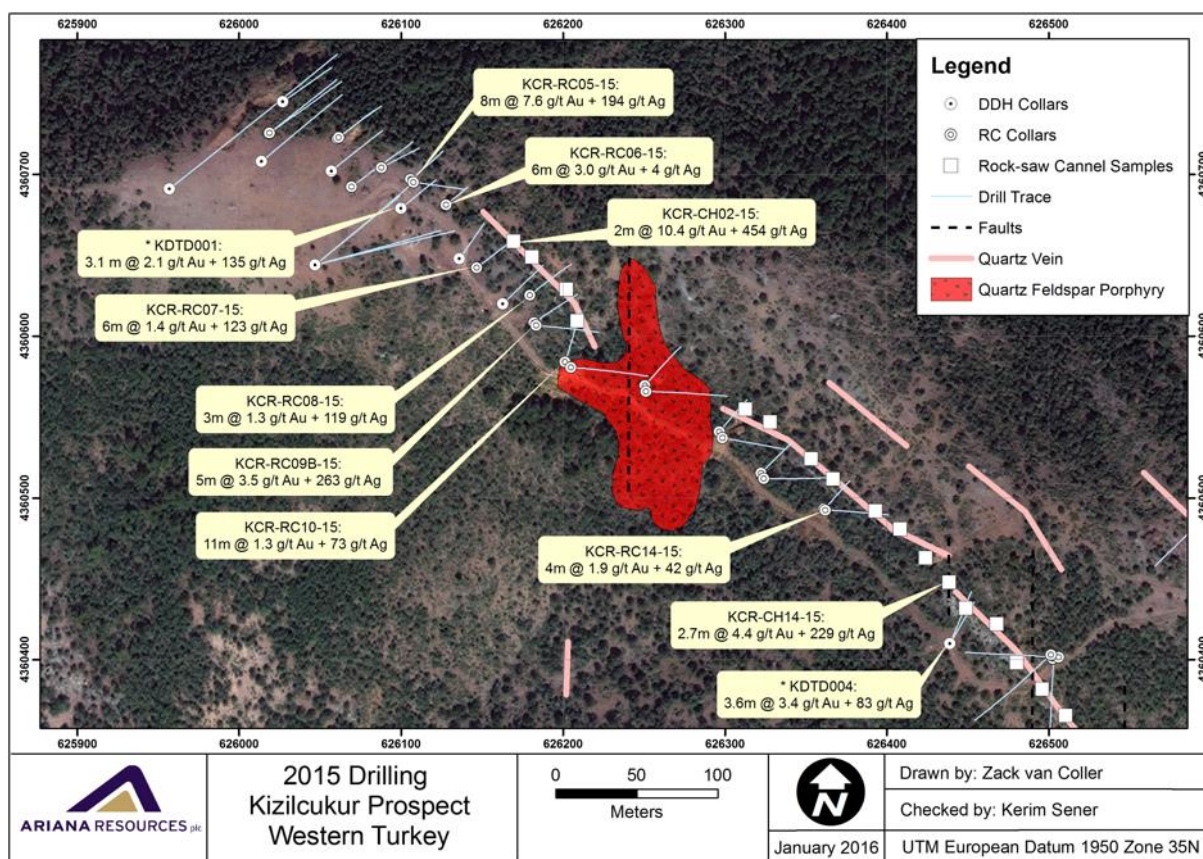 625900 626000 626100 626200 626300 626400 626500
4360700
4360600
4360500
4360400
KCR-RC05-15:
8m @ 7.6 g/t Au + 194 g/t Ag
KCR-RC06-15:
6m @ 3.0 g/t Au + 4 g/t Ag
KCR-CH02-15:
2m @ 10.4 g/t Au + 454 g/t Ag
* KDTD001:
3.1 m @ 2.1 g/t Au + 135 g/t Ag
KCR-RC07-15:
6m @ 1.4 g/t Au + 123 g/t Ag
KCR-RC08-15:
3m @ 1.3 g/t Au + 119 g/t Ag
KCR-RC09B-15:
5m @ 3.5 g/t Au + 263 g/t Ag
KCR-RC10-15:
11m @ 1.3 g/t Au + 73 g/t Ag
KCR-RC14-15:
4m @ 1.9 g/t Au + 42 g/t Ag
KCR-CH14-15:
2.7m @ 4.4 g/t Au + 229 g/t Ag
* KDTD004:
3.6m @ 3.4 g/t Au + 83 g/t Ag
Legend
DDH Collars
RC Collars
Rock-saw Cannel Samples
Drill Trace
Faults
Quartz Vein
Quartz Feldspar Porphyry
4360700
4360600
4360500
4360400
625900 626000 626100 626200 626300 626400 626500
ARIANA RESOURCES plc
2015 Drilling
Kizilcukur Prospect
Western Turkey
0 50 100
Meters
N
January 2016
Drawn by: Zack van Coller
Checked by: Kerim Sener
UTM European Datum 1950 Zone 35N